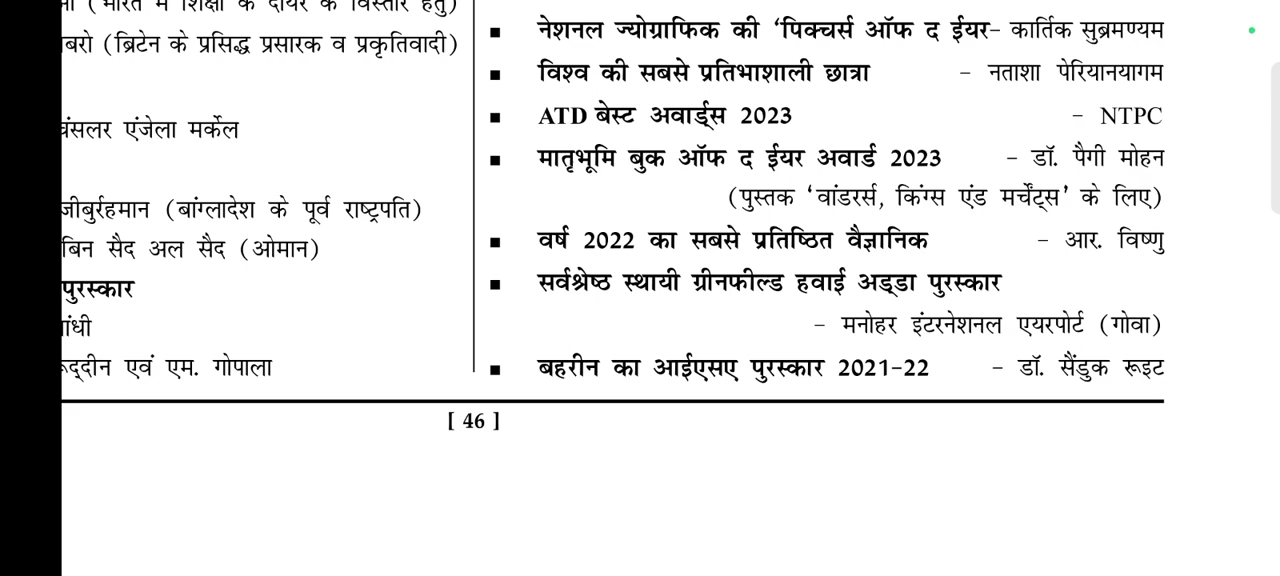 (भारत में शिक्षा के दायरे के विस्तार हेतु)
(ब्रिटेन के प्रसिद्ध प्रसारक व प्रकृतिवादी)
एंजेला मर्केल
(बांग्लादेश के पूर्व राष्ट्रपति)
बिन सैद अल सैद (ओमान)
पुरस्कार
एवं एम. गोपाला
▪ नेशनल ज्योग्राफिक की ‘पिक्चर्स ऑफ द ईयर– कार्तिक सुब्रमण्यम
▪ विश्व की सबसे प्रतिभाशाली छात्रा – नताशा पेरियानयागम
▪ ATD बेस्ट अवार्ड्स 2023 – NTPC
▪ मातृभूमि बुक ऑफ द ईयर अवार्ड 2023 – डॉ. पैगी मोहन
(पुस्तक ‘वांडरर्स, किंग्स एंड मर्चेंट्स’ के लिए)
▪ वर्ष 2022 का सबसे प्रतिष्ठित वैज्ञानिक – आर. विष्णु
▪ सर्वश्रेष्ठ स्थायी ग्रीनफील्ड हवाई अड्डा पुरस्कार
– मनोहर इंटरनेशनल एयरपोर्ट (गोवा)
▪ बहरीन का आईएसए पुरस्कार 2021-22 – डॉ. सैंडुक रूइट
[ 46 ]